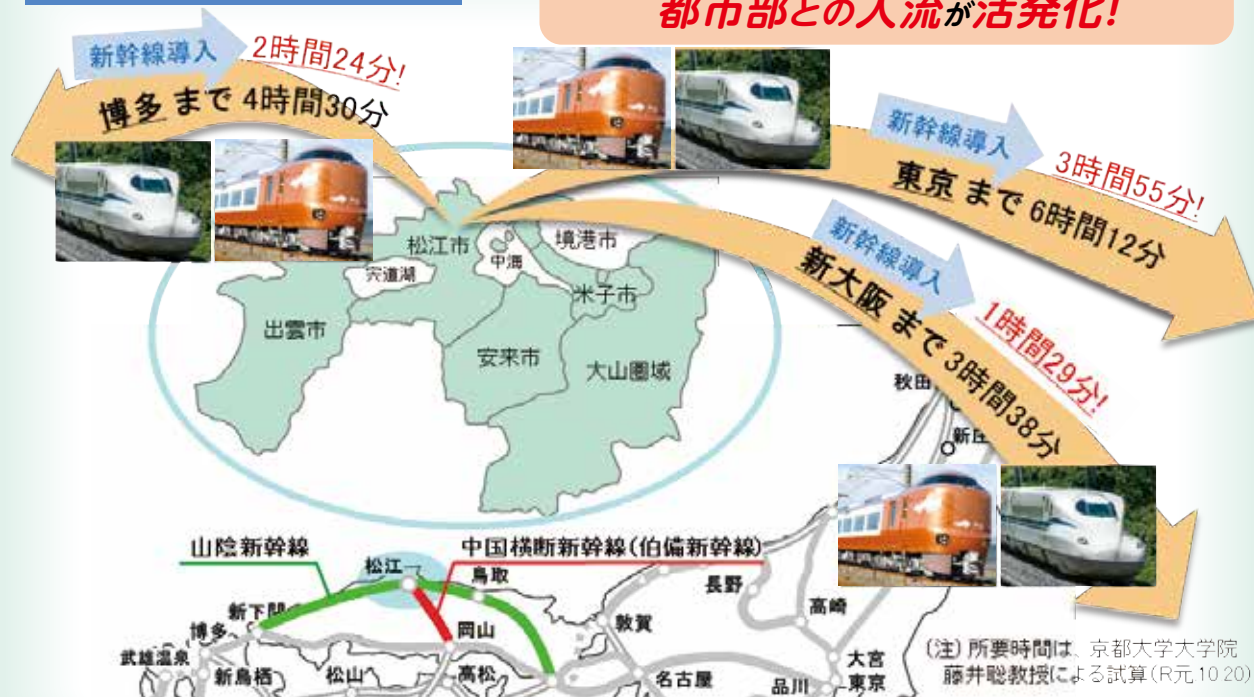 都市部との人流が活発化!
新幹線導入
2時間24分!
博多 まで 4時間30分
新幹線導入
3時間55分!
東京 まで 6時間12分
新幹線導入
1時間29分!
新大阪 まで 3時間38分
松江市
境港市
中海
宍道湖
米子市
出雲市
安来市
大山圏域
秋田
新庄
山陰新幹線
中国横断新幹線(伯備新幹線)
松江
鳥取
長野
新下関
高崎
博多
岡山
敦賀
武雄温泉
新鳥栖
松山
高松
名古屋
品川
大宮
東京
(注) 所要時間は、京都大学大学院
藤井聡教授による試算(R元.10.20)